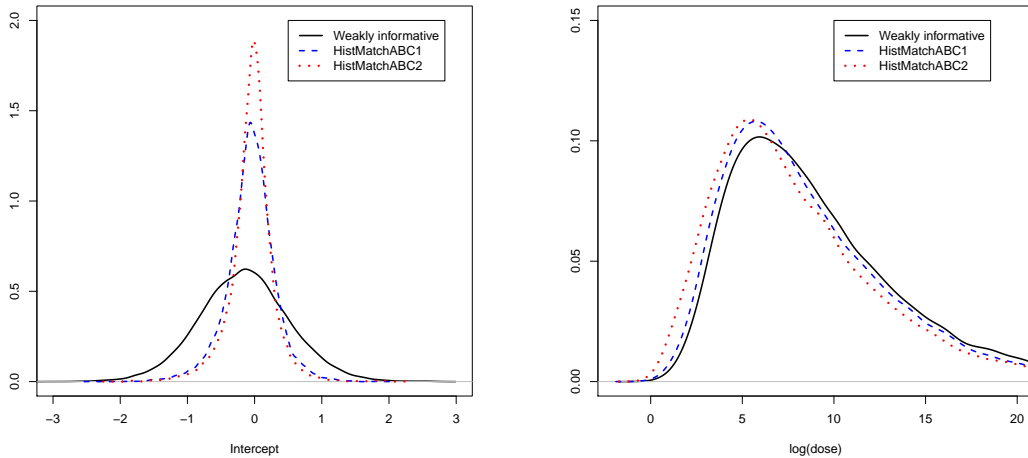 2.0
1.5
1.0
0.5
0.0
Weakly informative
HistMatchABC1
HistMatchABC2
−3 −2 −1 0 1 2 3
Intercept
0.15
0.10
0.05
0.00
Weakly informative
HistMatchABC1
HistMatchABC2
0 5 10 15 20
log(dose)